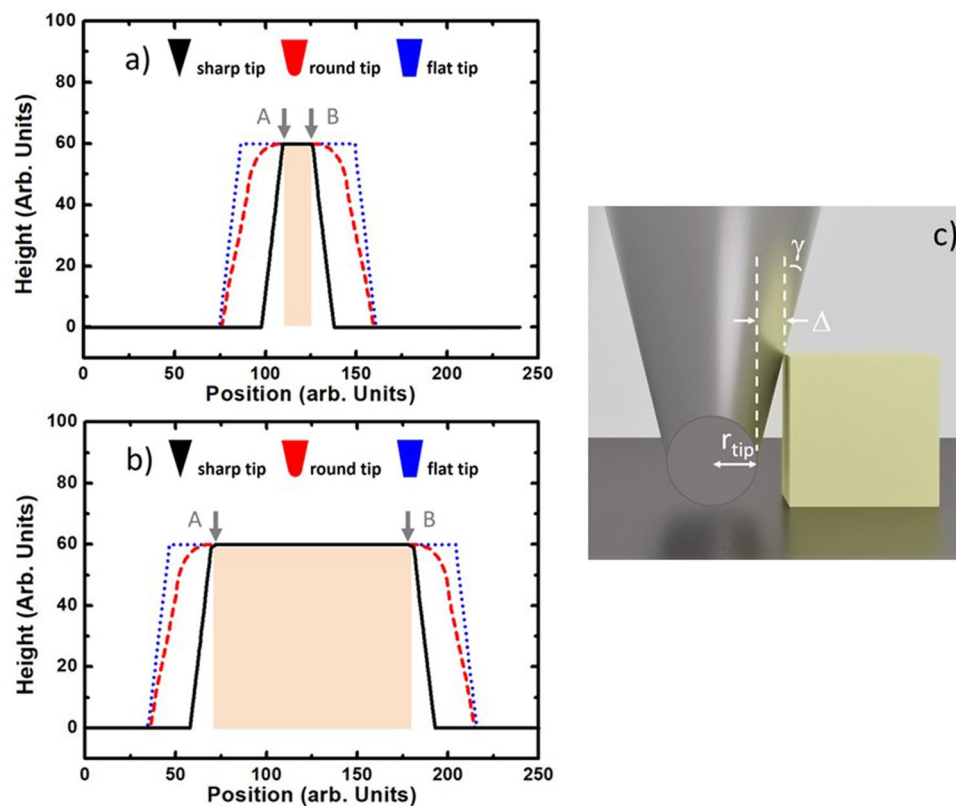 100
80
60
40
20
0
Height (Arb. Units)
a)
sharp tip
round tip
flat tip
A
B
0 50 100 150 200 250
Position (arb. Units)
100
80
60
40
20
0
Height (Arb. Units)
b)
sharp tip
round tip
flat tip
A
B
0 50 100 150 200 250
Position (arb. Units)
c)
γ
Δ
r_tip